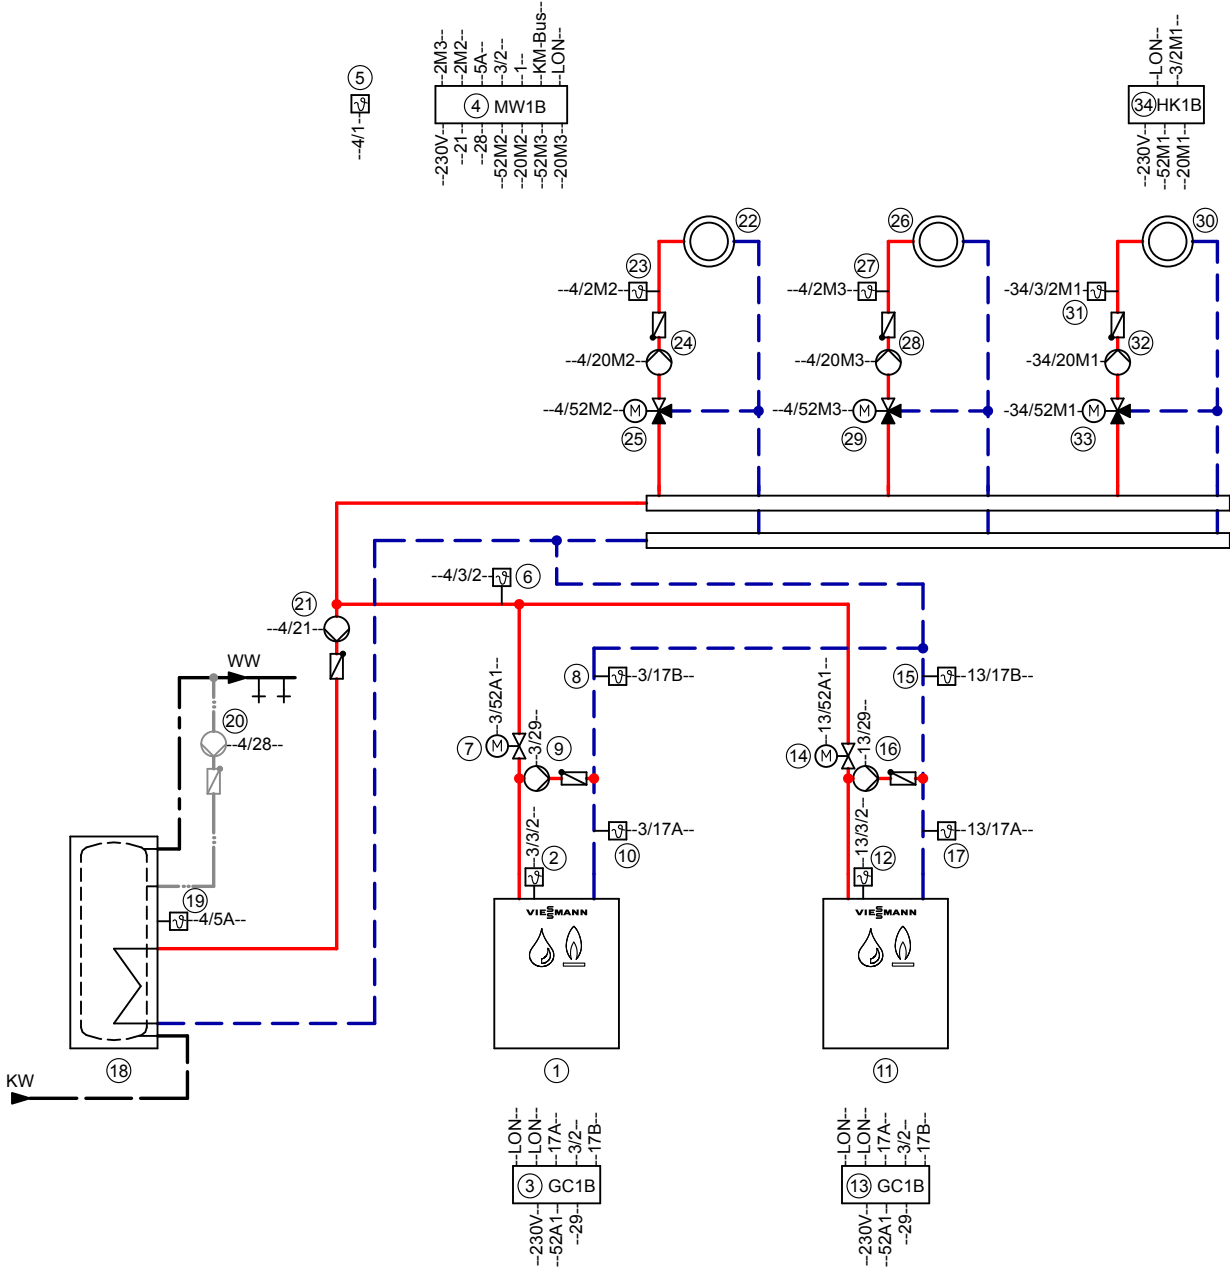 ⑤
--4/1--
--2M3--
--2M2--
--5A--
--3/2--
--1--
--KM-Bus--
--LON--
④ MW1B
--230V--
--21--
--28--
--52M2--
--20M2--
--52M3--
--20M3--
--LON--
--3/2M1--
㉞ HK1B
--230V--
--52M1--
--20M1--
㉒
㉖
㉚
㉓
--4/2M2--
㉗
--4/2M3--
-34/3/2M1-
㉛
㉔
--4/20M2-
㉘
--4/20M3-
㉜
-34/20M1-
--4/52M2- M
㉕
--4/52M3- M
㉙
-34/52M1- M
㉝
--4/3/2-- ⑥
㉑
--4/21--
WW
⑳
--4/28--
⑧ --3/17B--
⑮ --13/17B--
--3/52A1--
⑦ M
--3/29--
⑨
--13/52A1--
⑭ M
--13/29--
⑯
--3/17A--
⑩
--13/17A--
⑰
--3/3/2--
②
--13/3/2--
⑫
⑲
--4/5A--
VIESSMANN
VIESSMANN
⑱
①
⑪
KW
--LON--
--LON--
--17A--
--3/2--
--17B--
③ GC1B
--230V--
--52A1--
--29--
--LON--
--LON--
--17A--
--3/2--
--17B--
⑬ GC1B
--230V--
--52A1--
--29--